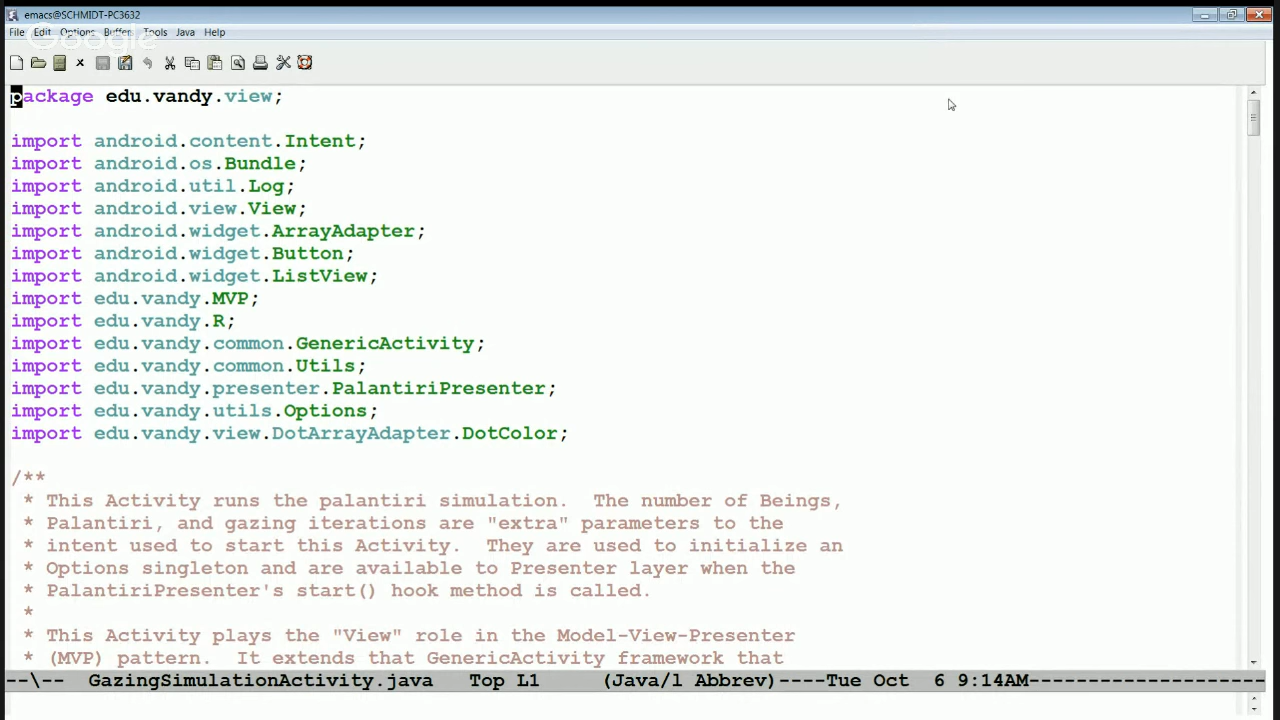 emacs@SCHMIDT-PC3632
File Edit Options Buffers Tools Java Help
Google
package edu.vandy.view;
import android.content.Intent;
import android.os.Bundle;
import android.util.Log;
import android.view.View;
import android.widget.ArrayAdapter;
import android.widget.Button;
import android.widget.ListView;
import edu.vandy.MVP;
import edu.vandy.R;
import edu.vandy.common.GenericActivity;
import edu.vandy.common.Utils;
import edu.vandy.presenter.PalantiriPresenter;
import edu.vandy.utils.Options;
import edu.vandy.view.DotArrayAdapter.DotColor;
/**
* This Activity runs the palantiri simulation.  The number of Beings,
* Palantiri, and gazing iterations are "extra" parameters to the
* intent used to start this Activity.  They are used to initialize an
* Options singleton and are available to Presenter layer when the
* PalantiriPresenter's start() hook method is called.
*
* This Activity plays the "View" role in the Model-View-Presenter
* (MVP) pattern.  It extends that GenericActivity framework that
--\-- GazingSimulationActivity.java Top L1 (Java/l Abbrev)----Tue Oct 6 9:14AM--------------------